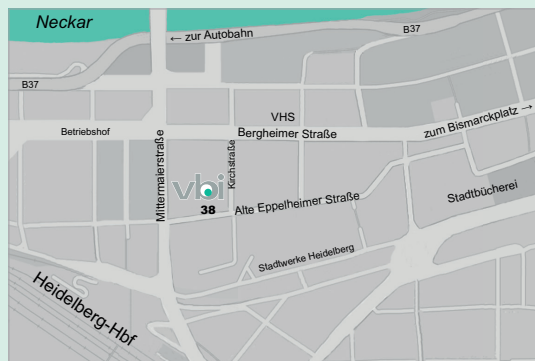 Neckar
← zur Autobahn
B37
B37
VHS
Betriebshof
Bergheimer Straße
zum Bismarckplatz →
Mittermaierstraße
Kirchstraße
vbi
38
Alte Eppelheimer Straße
Stadtbücherei
Stadtwerke Heidelberg
Heidelberg-Hbf